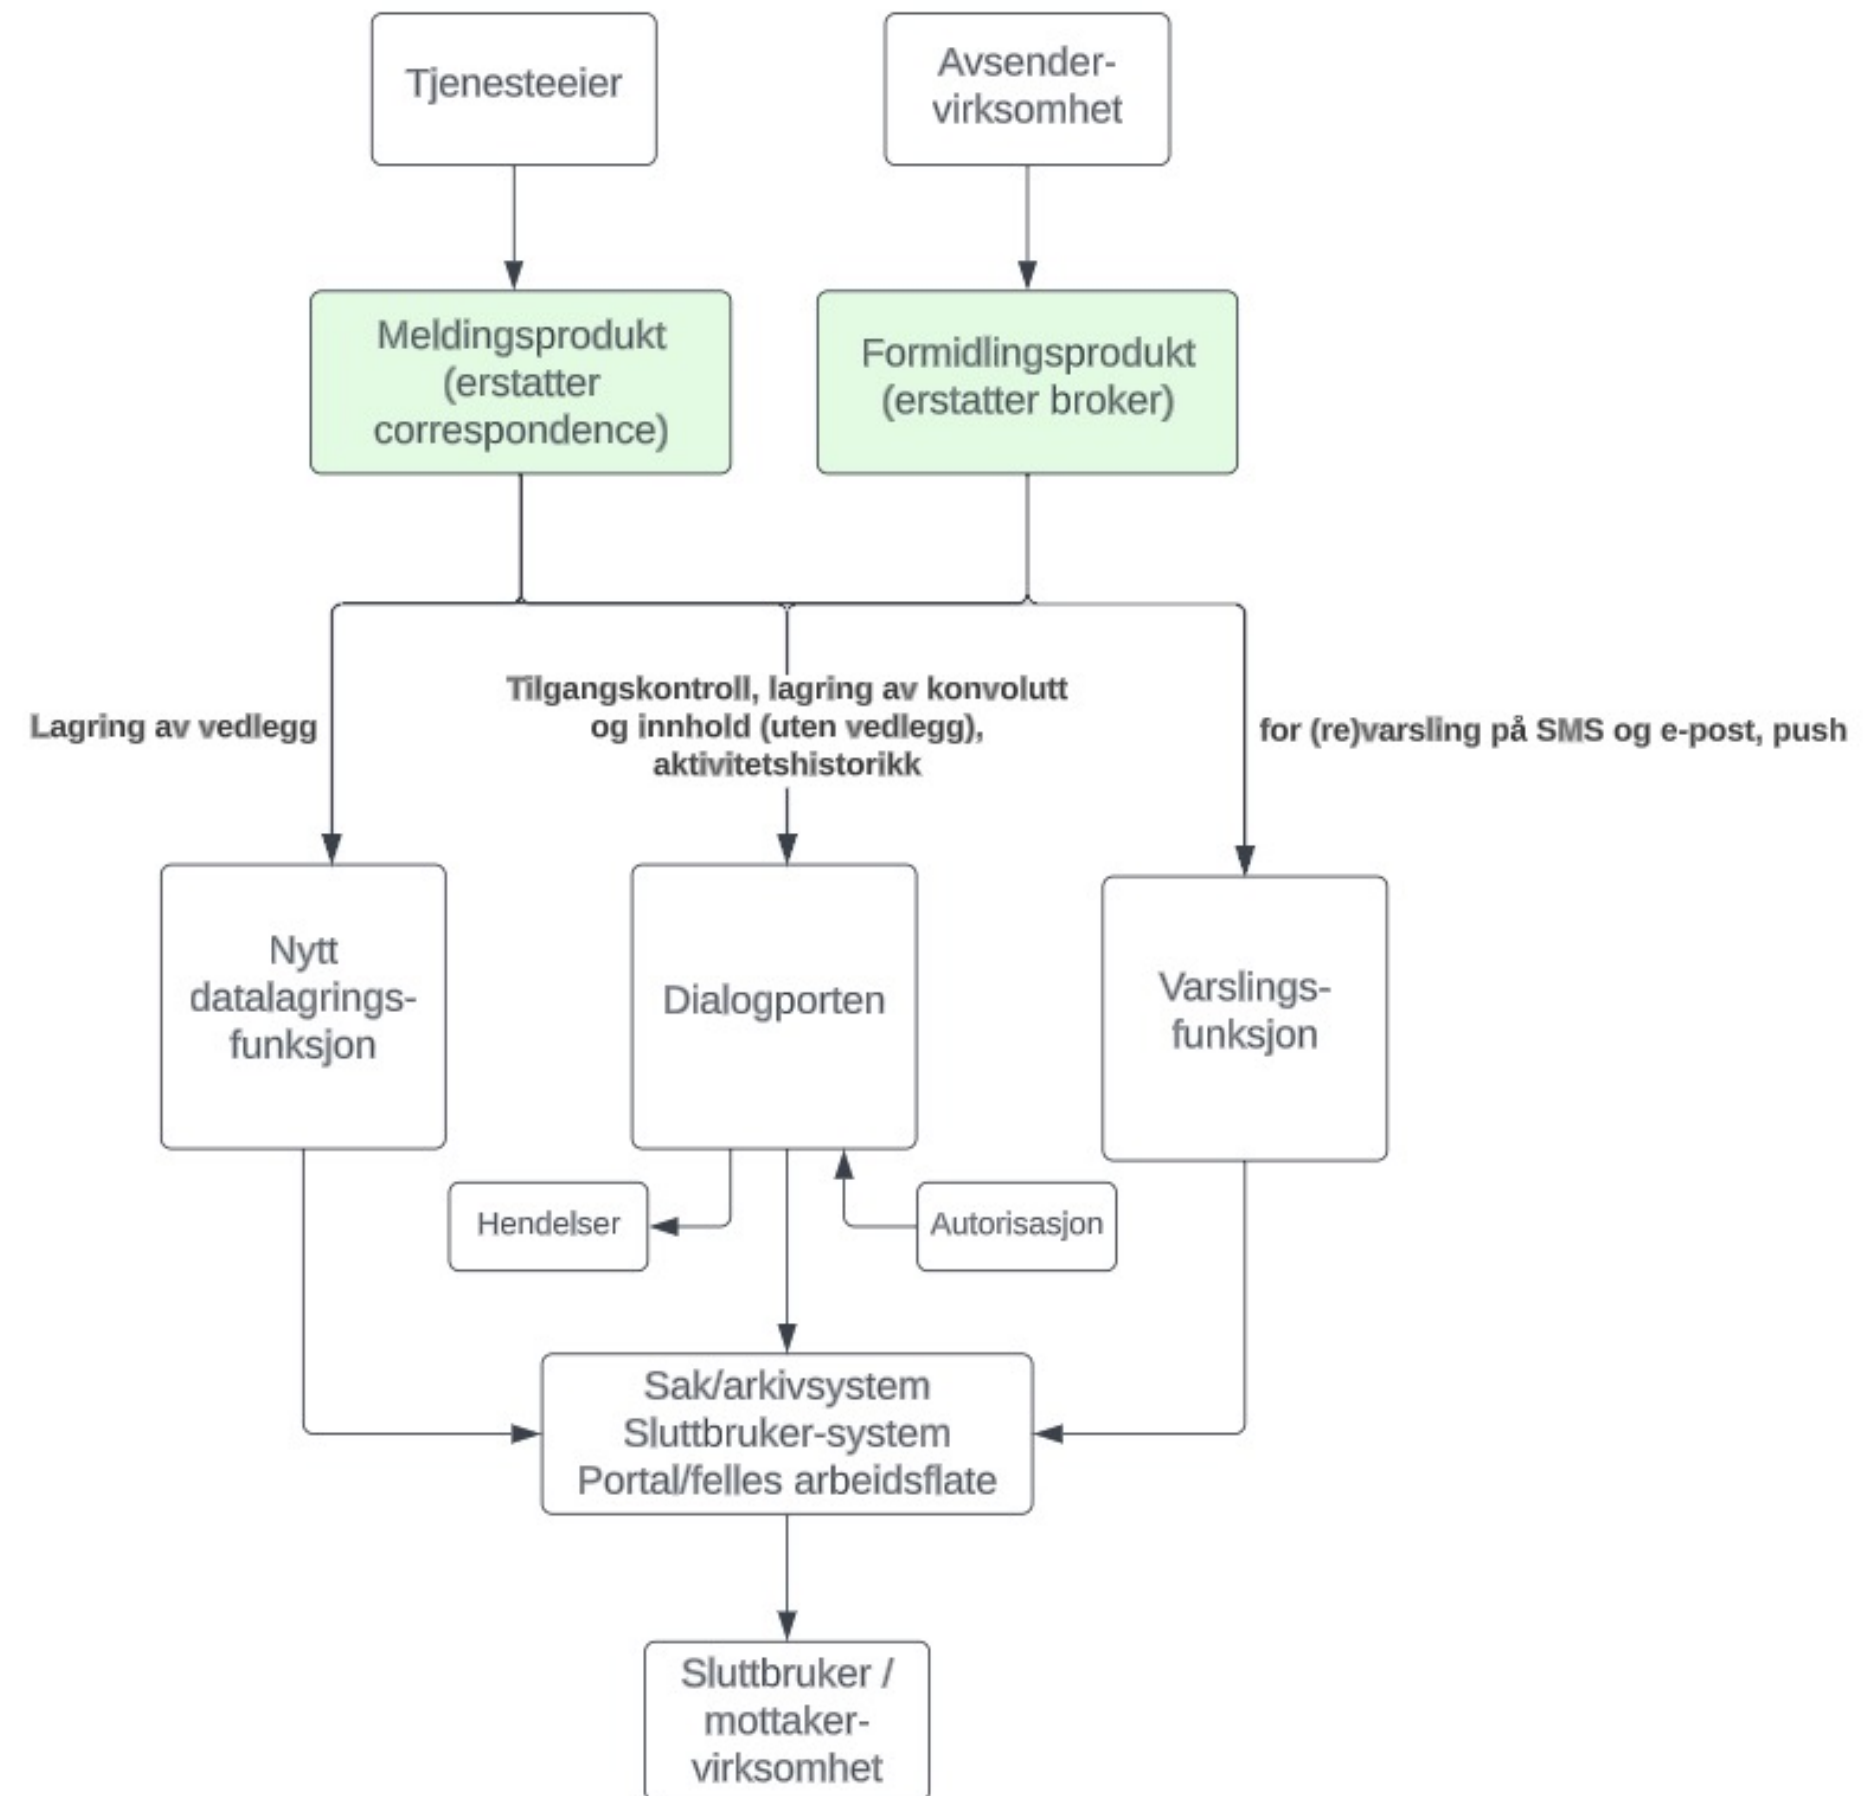 Tjenesteeier
Avsender-
virksomhet
Meldingsprodukt
(erstatter
correspondence)
Formidlingsprodukt
(erstatter broker)
Lagring av vedlegg
Tilgangskontroll, lagring av konvolutt
og innhold (uten vedlegg),
aktivitetshistorikk
for (re)varsling på SMS og e-post, push
Nytt
datalagrings-
funksjon
Dialogporten
Varslings-
funksjon
Hendelser
Autorisasjon
Sak/arkivsystem
Sluttbruker-system
Portal/felles arbeidsflate
Sluttbruker /
mottaker-
virksomhet